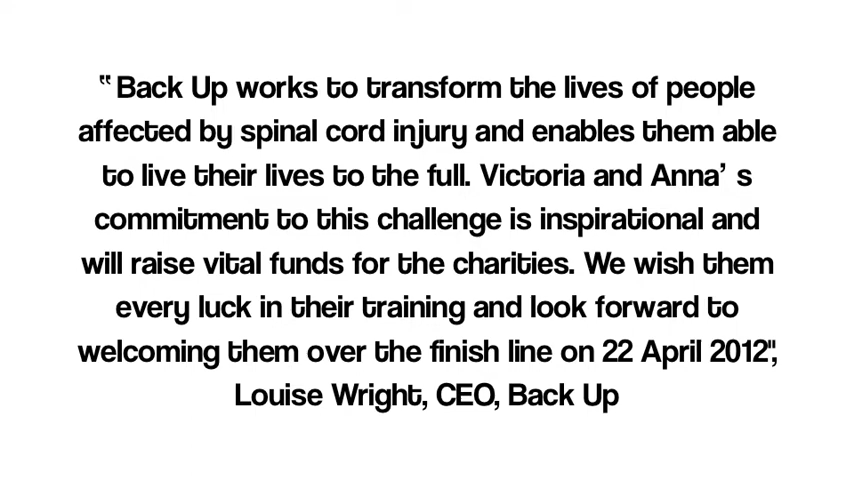 “Back Up works to transform the lives of people
affected by spinal cord injury and enables them able
to live their lives to the full. Victoria and Anna’ s
commitment to this challenge is inspirational and
will raise vital funds for the charities. We wish them
every luck in their training and look forward to
welcoming them over the finish line on 22 April 2012",
Louise Wright, CEO, Back Up